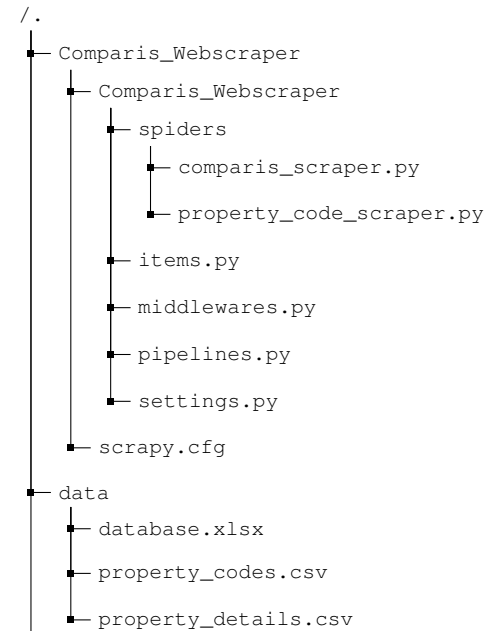 /.
Comparis_Webscraper
Comparis_Webscraper
spiders
comparis_scraper.py
property_code_scraper.py
items.py
middlewares.py
pipelines.py
settings.py
scrapy.cfg
data
database.xlsx
property_codes.csv
property_details.csv